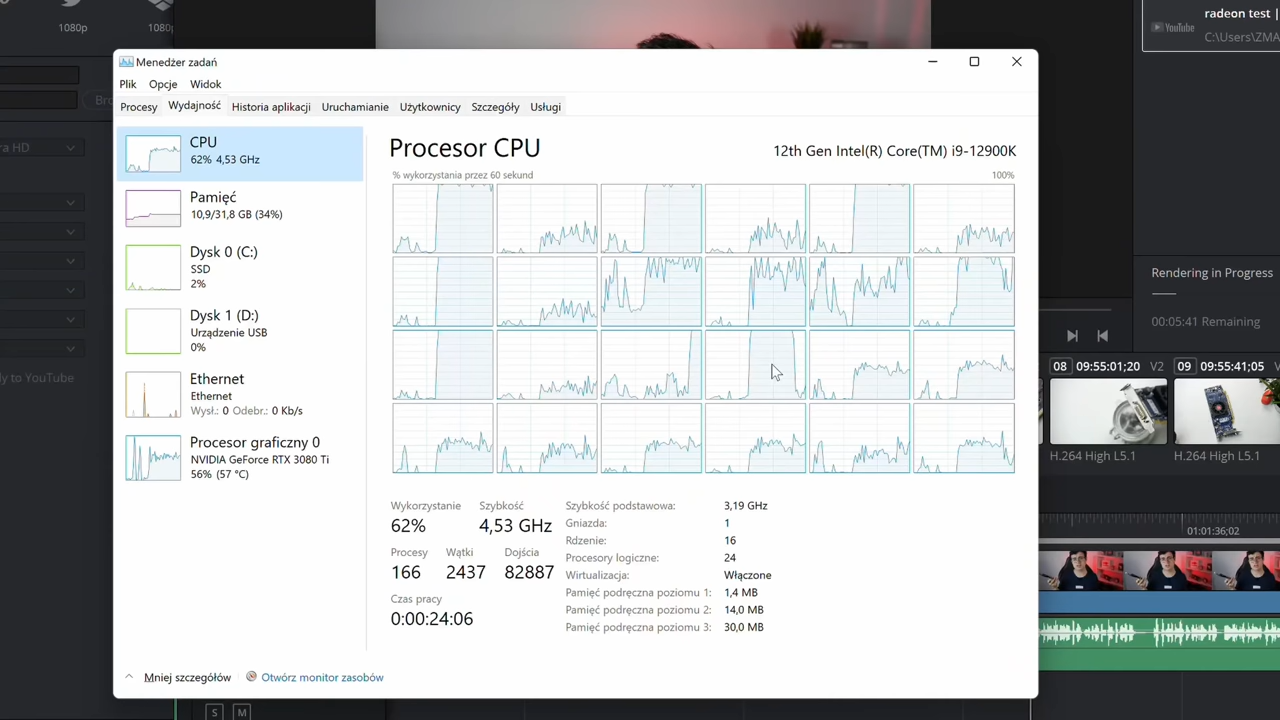 1080p
1080p
radeon test |
YouTube
C:\Users\ZMA
Menedżer zadań
Plik Opcje Widok
Procesy Wydajność Historia aplikacji Uruchamianie Użytkownicy Szczegóły Usługi
CPU
62% 4,53 GHz
Pamięć
10,9/31,8 GB (34%)
Dysk 0 (C:)
SSD
2%
Dysk 1 (D:)
Urządzenie USB
0%
Ethernet
Ethernet
Wysł.: 0 Odebr.: 0 Kb/s
Procesor graficzny 0
NVIDIA GeForce RTX 3080 Ti
56% (57 °C)
Procesor CPU
12th Gen Intel(R) Core(TM) i9-12900K
% wykorzystania przez 60 sekund
100%
Wykorzystanie Szybkość
62% 4,53 GHz
Procesy Wątki Dojścia
166 2437 82887
Czas pracy
0:00:24:06
Szybkość podstawowa: 3,19 GHz
Gniazda: 1
Rdzenie: 16
Procesory logiczne: 24
Wirtualizacja: Włączone
Pamięć podręczna poziomu 1: 1,4 MB
Pamięć podręczna poziomu 2: 14,0 MB
Pamięć podręczna poziomu 3: 30,0 MB
Mniej szczegółów Otwórz monitor zasobów
Bro
ra HD
ly to YouTube
Rendering in Progress
00:05:41 Remaining
08 09:55:01;20 V2 09 09:55:41;05
H.264 High L5.1 H.264 High L5.1
01:01:36;02
S M